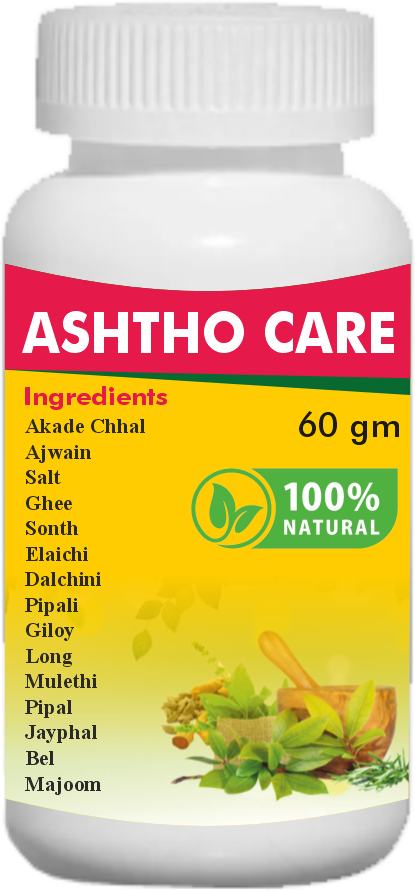 ASHTHO CARE
Ingredients
60 gm
Akade Chhal
Ajwain
Salt
Ghee
Sonth
Elaichi
Dalchini
Pipali
Giloy
Long
Mulethi
Pipal
Jayphal
Bel
Majoom
100%
NATURAL